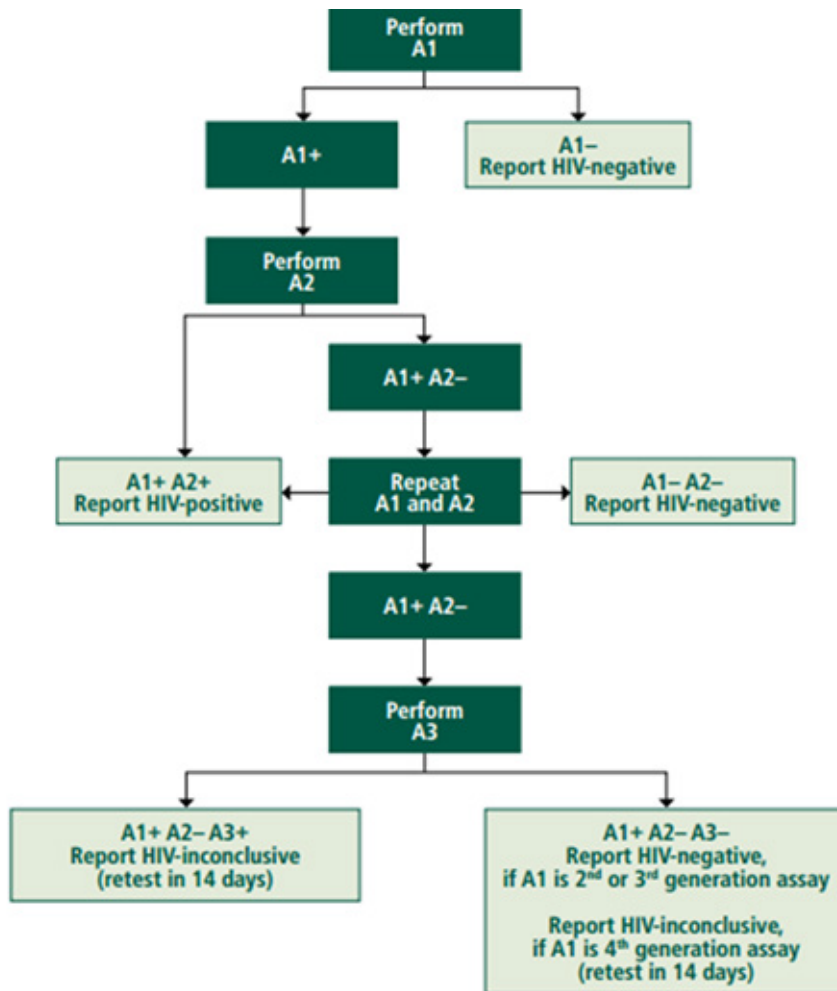 Perform
A1
A1+
A1–
Report HIV-negative
Perform
A2
A1+ A2–
A1+ A2+
Report HIV-positive
Repeat
A1 and A2
A1– A2–
Report HIV-negative
A1+ A2–
Perform
A3
A1+ A2– A3+
Report HIV-inconclusive
(retest in 14 days)
A1+ A2– A3–
Report HIV-negative,
if A1 is 2nd or 3rd generation assay
Report HIV-inconclusive,
if A1 is 4th generation assay
(retest in 14 days)